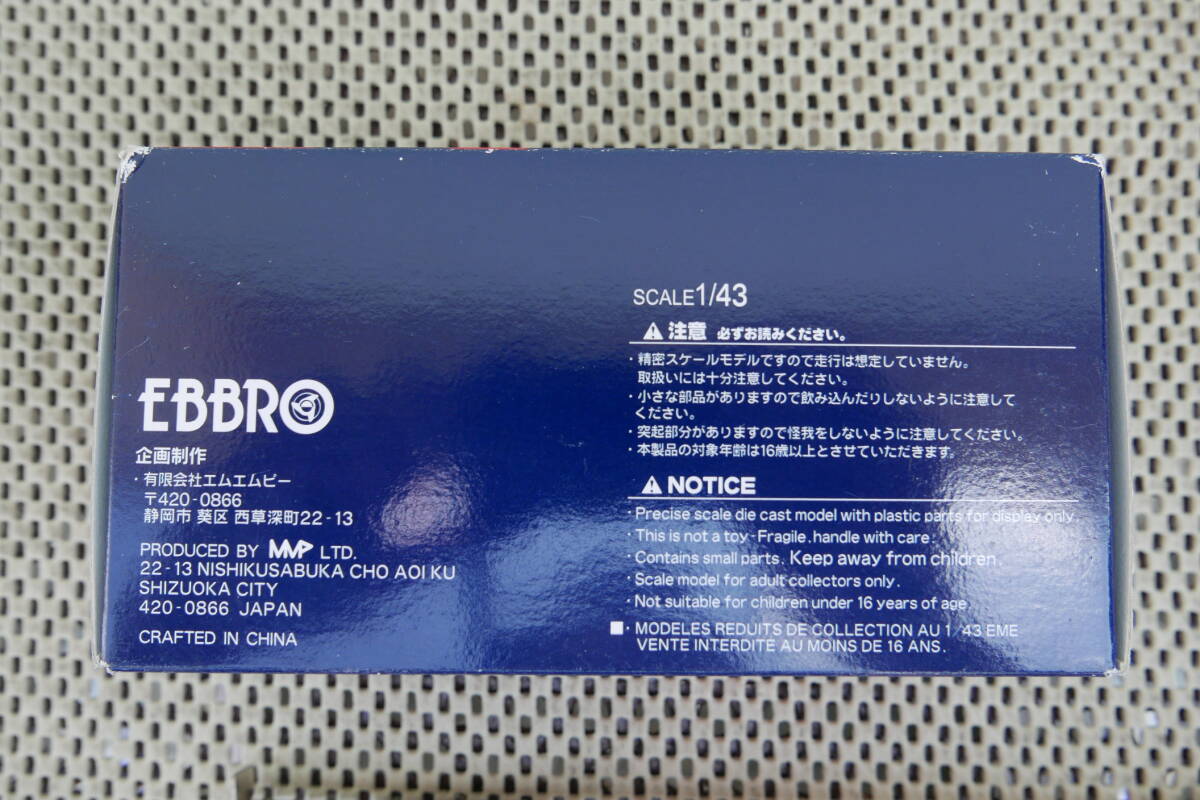 EBBRO
企画制作
・有限会社エムエムピー
〒420-0866
静岡市 葵区 西草深町22-13
PRODUCED BY MMP LTD.
22-13 NISHIKUSABUKA CHO AOI KU
SHIZUOKA CITY
420-0866 JAPAN
CRAFTED IN CHINA
SCALE1/43
注意 必ずお読みください。
・精密スケールモデルですので走行は想定していません。
取扱いには十分注意してください。
・小さな部品がありますので飲み込んだりしないように注意して
ください。
・突起部分がありますので怪我をしないように注意してください。
・本製品の対象年齢は16歳以上とさせていただきます。
NOTICE
・Precise scale die cast model with plastic parts for display only.
・This is not a toy・Fragile.handle with care.
・Contains small parts. Keep away from children.
・Scale model for adult collectors only.
・Not suitable for children under 16 years of age.
■・MODELES REDUITS DE COLLECTION AU 1/43 EME
VENTE INTERDITE AU MOINS DE 16 ANS.